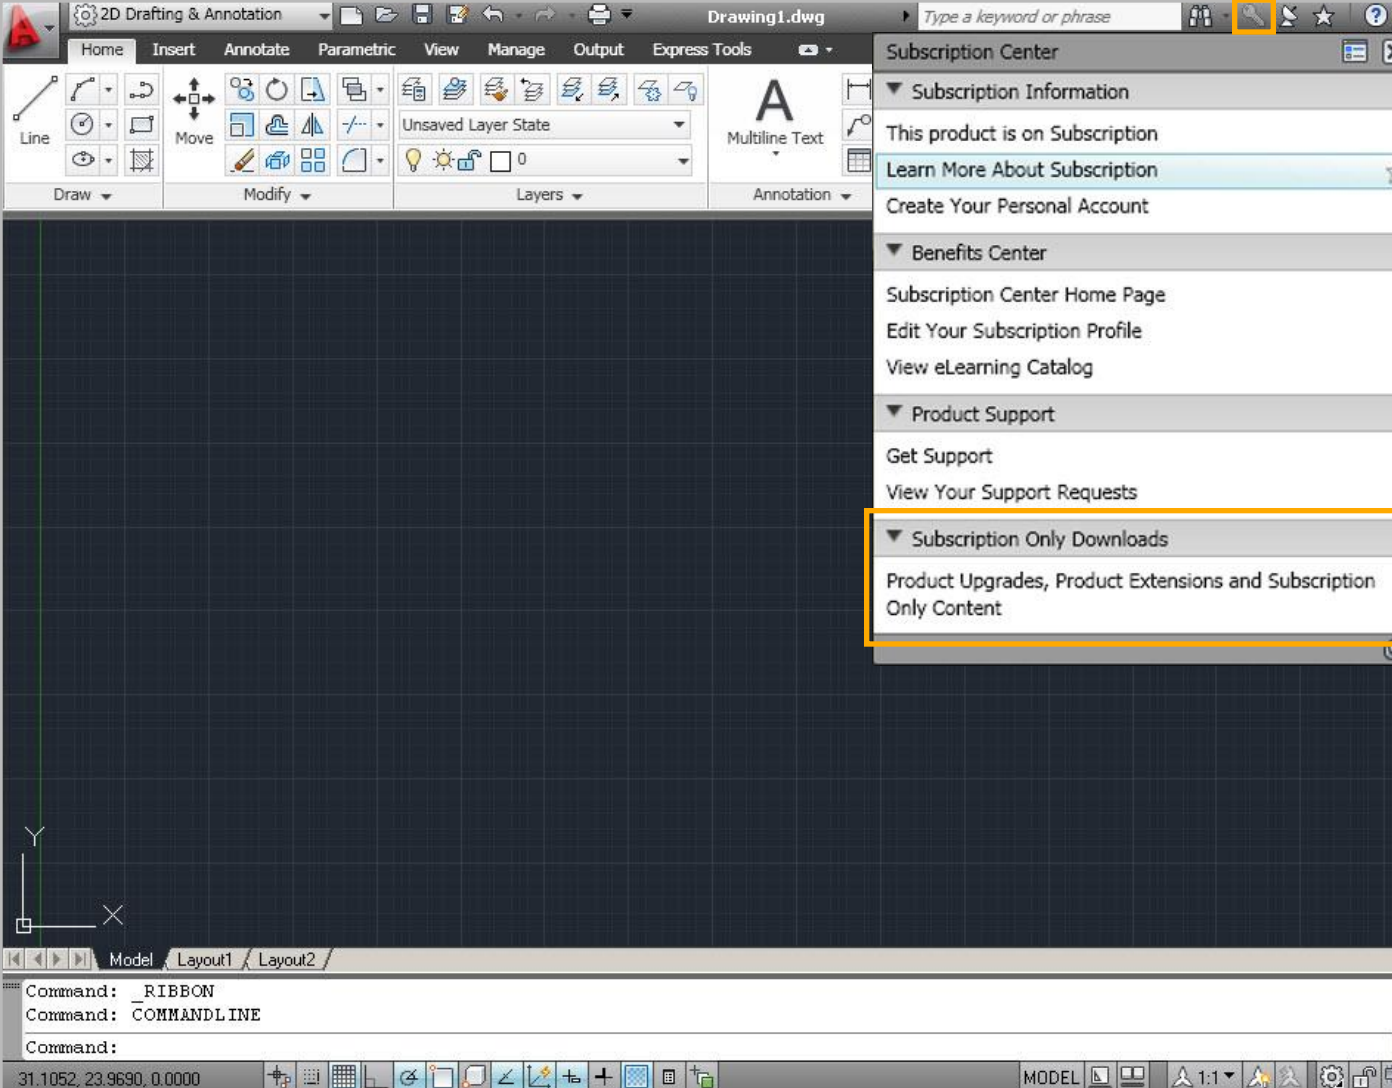 2D Drafting & Annotation
Drawing1.dwg
Type a keyword or phrase
?
Home Insert Annotate Parametric View Manage Output Express Tools
Line
Move
Unsaved Layer State
0
A
Multiline Text
Draw
Modify
Layers
Annotation
Subscription Center
Subscription Information
This product is on Subscription
Learn More About Subscription
Create Your Personal Account
Benefits Center
Subscription Center Home Page
Edit Your Subscription Profile
View eLearning Catalog
Product Support
Get Support
View Your Support Requests
Subscription Only Downloads
Product Upgrades, Product Extensions and Subscription
Only Content
Y
X
Model Layout1 Layout2
Command: _RIBBON
Command: COMMANDLINE
Command:
31.1052, 23.9690, 0.0000
MODEL
1:1